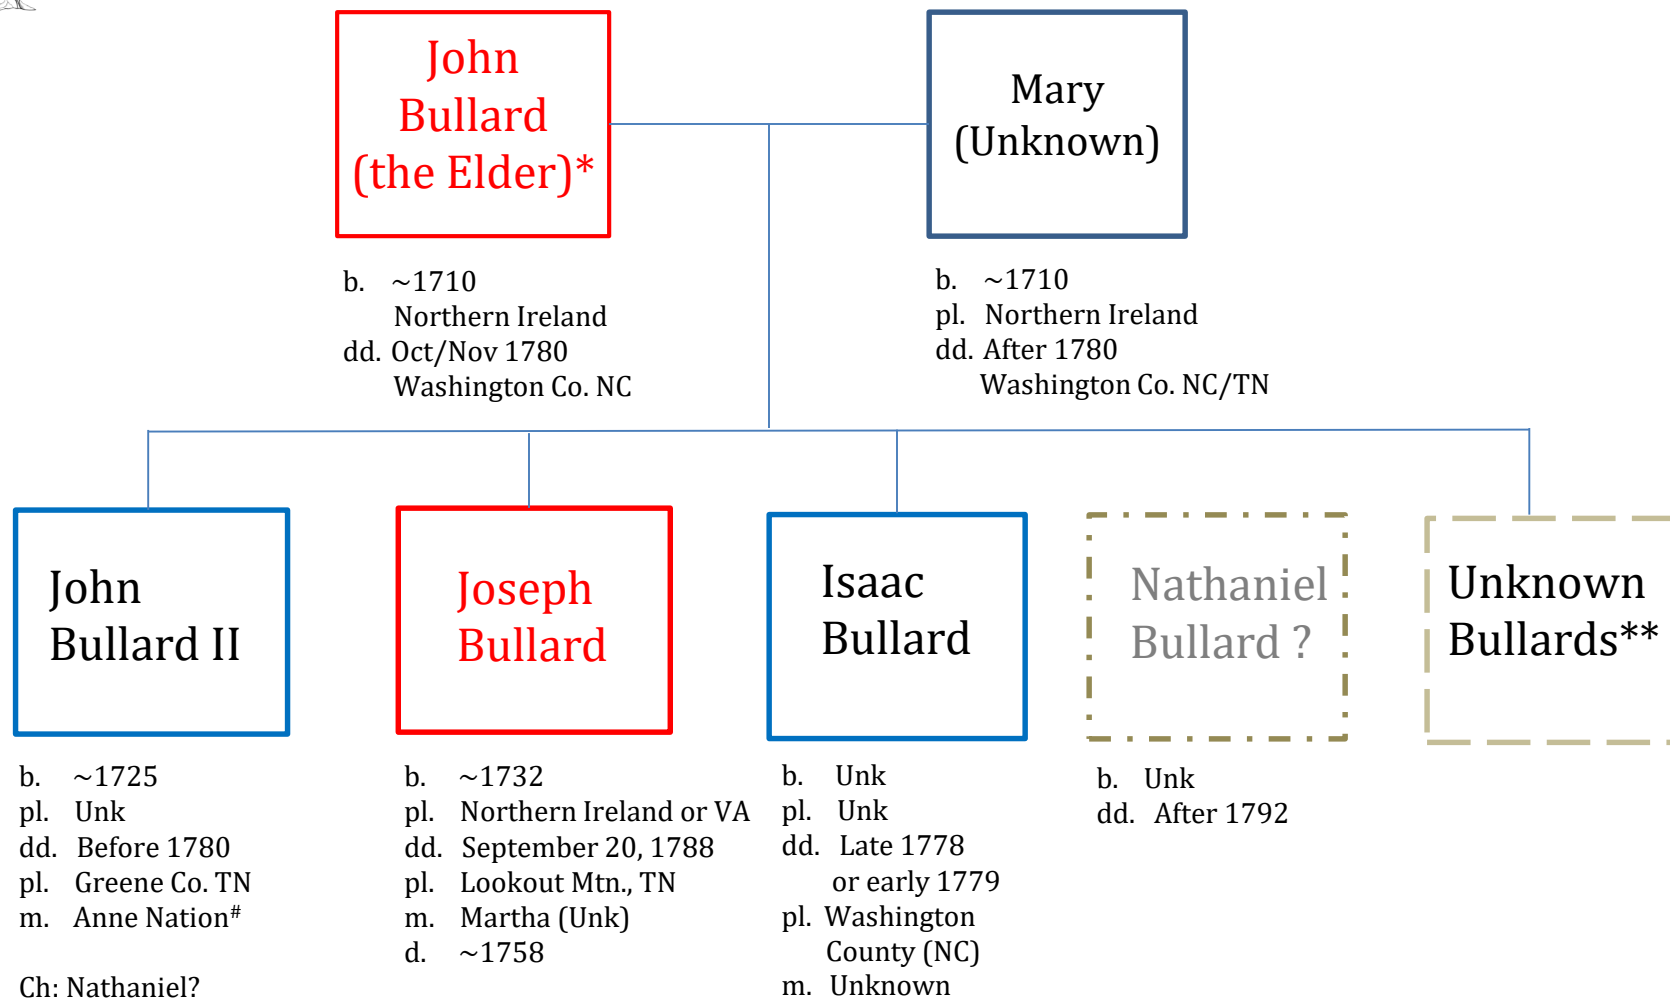 John
Bullard
(the Elder)*
Mary
(Unknown)
b. ~1710
Northern Ireland
dd. Oct/Nov 1780
Washington Co. NC
b. ~1710
pl. Northern Ireland
dd. After 1780
Washington Co. NC/TN
John
Bullard II
Joseph
Bullard
Isaac
Bullard
Nathaniel
Bullard ?
Unknown
Bullards**
b. ~1725
pl. Unk
dd. Before 1780
pl. Greene Co. TN
m. Anne Nation#
Ch: Nathaniel?
b. ~1732
pl. Northern Ireland or VA
dd. September 20, 1788
pl. Lookout Mtn., TN
m. Martha (Unk)
d. ~1758
b. Unk
pl. Unk
dd. Late 1778
or early 1779
pl. Washington
County (NC)
m. Unknown
b. Unk
dd. After 1792